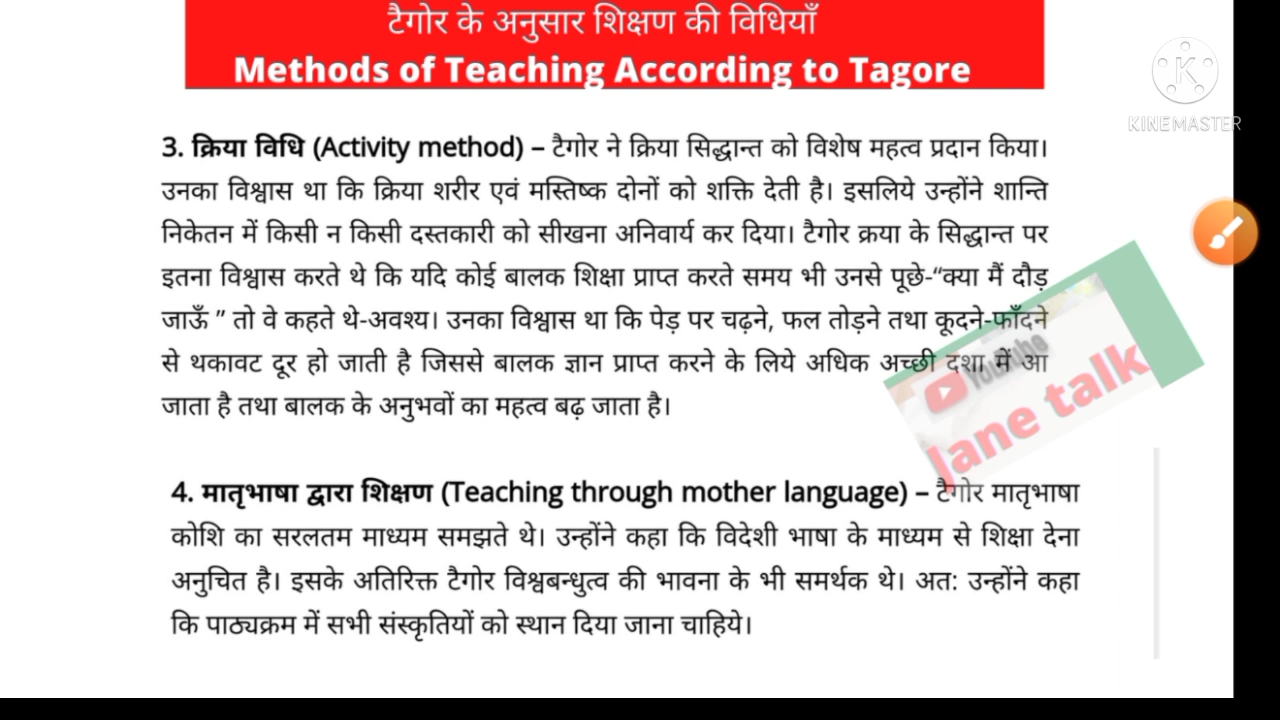 टैगोर के अनुसार शिक्षण की विधियाँ
Methods of Teaching According to Tagore
KINEMASTER
3. क्रिया विधि (Activity method) – टैगोर ने क्रिया सिद्धान्त को विशेष महत्व प्रदान किया।
उनका विश्वास था कि क्रिया शरीर एवं मस्तिष्क दोनों को शक्ति देती है। इसलिये उन्होंने शान्ति
निकेतन में किसी न किसी दस्तकारी को सीखना अनिवार्य कर दिया। टैगोर क्रया के सिद्धान्त पर
इतना विश्वास करते थे कि यदि कोई बालक शिक्षा प्राप्त करते समय भी उनसे पूछे-“क्या मैं दौड़
जाऊँ ” तो वे कहते थे-अवश्य। उनका विश्वास था कि पेड़ पर चढ़ने, फल तोड़ने तथा कूदने-फाँदने
से थकावट दूर हो जाती है जिससे बालक ज्ञान प्राप्त करने के लिये अधिक अच्छी दशा में आ
जाता है तथा बालक के अनुभवों का महत्व बढ़ जाता है।
YouTube
Jane talk
4. मातृभाषा द्वारा शिक्षण (Teaching through mother language) – टैगोर मातृभाषा
कोशि का सरलतम माध्यम समझते थे। उन्होंने कहा कि विदेशी भाषा के माध्यम से शिक्षा देना
अनुचित है। इसके अतिरिक्त टैगोर विश्वबन्धुत्व की भावना के भी समर्थक थे। अत: उन्होंने कहा
कि पाठ्यक्रम में सभी संस्कृतियों को स्थान दिया जाना चाहिये।